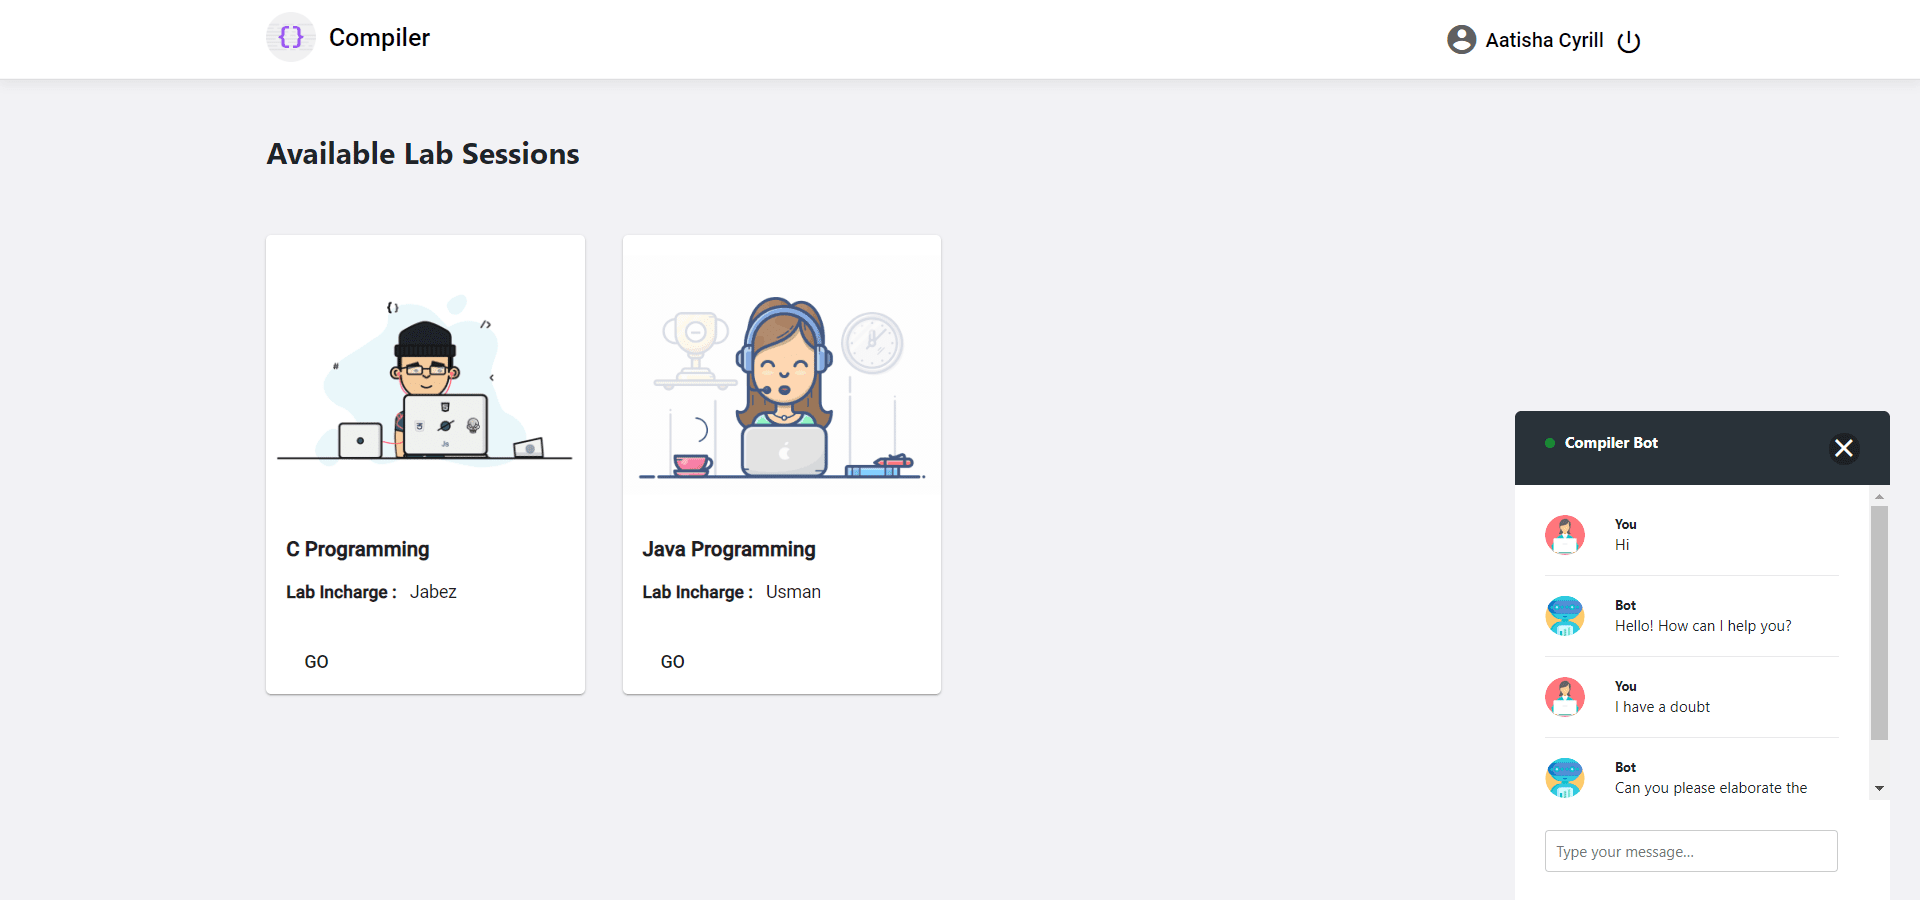 {} Compiler
Aatisha Cyrill
Available Lab Sessions
{}
</>
#
<
Js
C Programming
Lab Incharge : Jabez
GO
Java Programming
Lab Incharge : Usman
GO
Compiler Bot
You
Hi
Bot
Hello! How can I help you?
You
I have a doubt
Bot
Can you please elaborate the
Type your message...